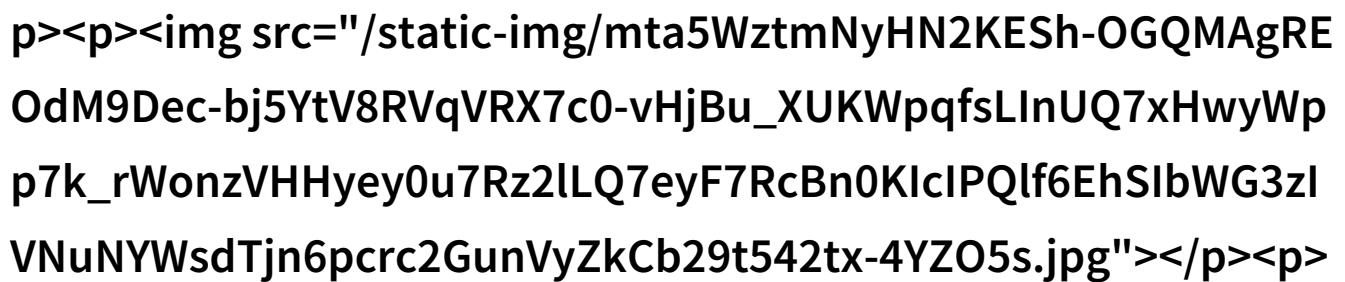 p><p><img src="/static-img/mta5WztmNyHN2KESh-OGQMAgRE
OdM9Dec-bj5YtV8RVqVRX7c0-vHjBu_XUKWpqfsLInUQ7xHwyWp
p7k_rWonzVHHyey0u7Rz2lLQ7eyF7RcBn0KIcIPQlf6EhSIbWG3zI
VNuNYWsdTjn6pcrc2GunVyZkCb29t542tx-4YZO5s.jpg"></p><p>